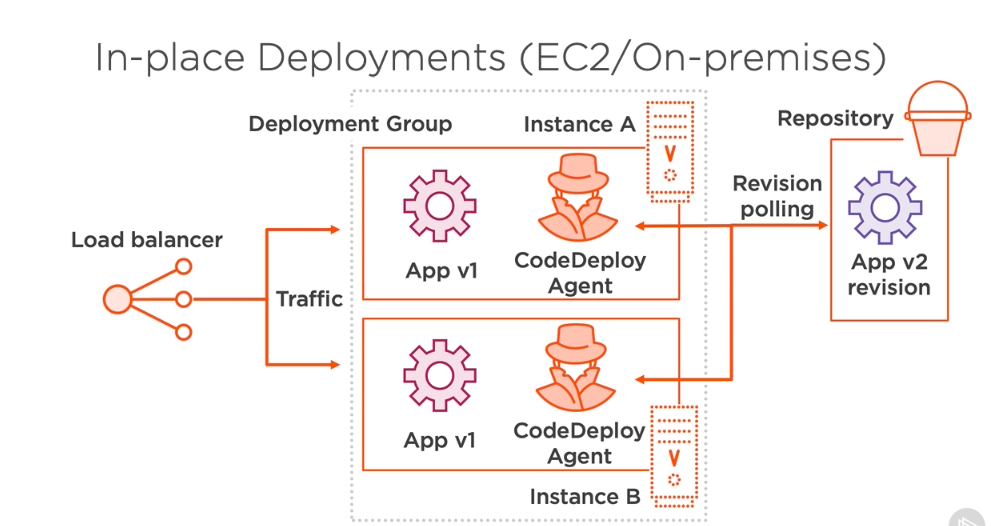 In-place Deployments (EC2/On-premises)
Deployment Group
Instance A
Repository
Load balancer
Traffic
App v1
CodeDeploy
Agent
Revision
polling
App v2
revision
App v1
CodeDeploy
Agent
Instance B